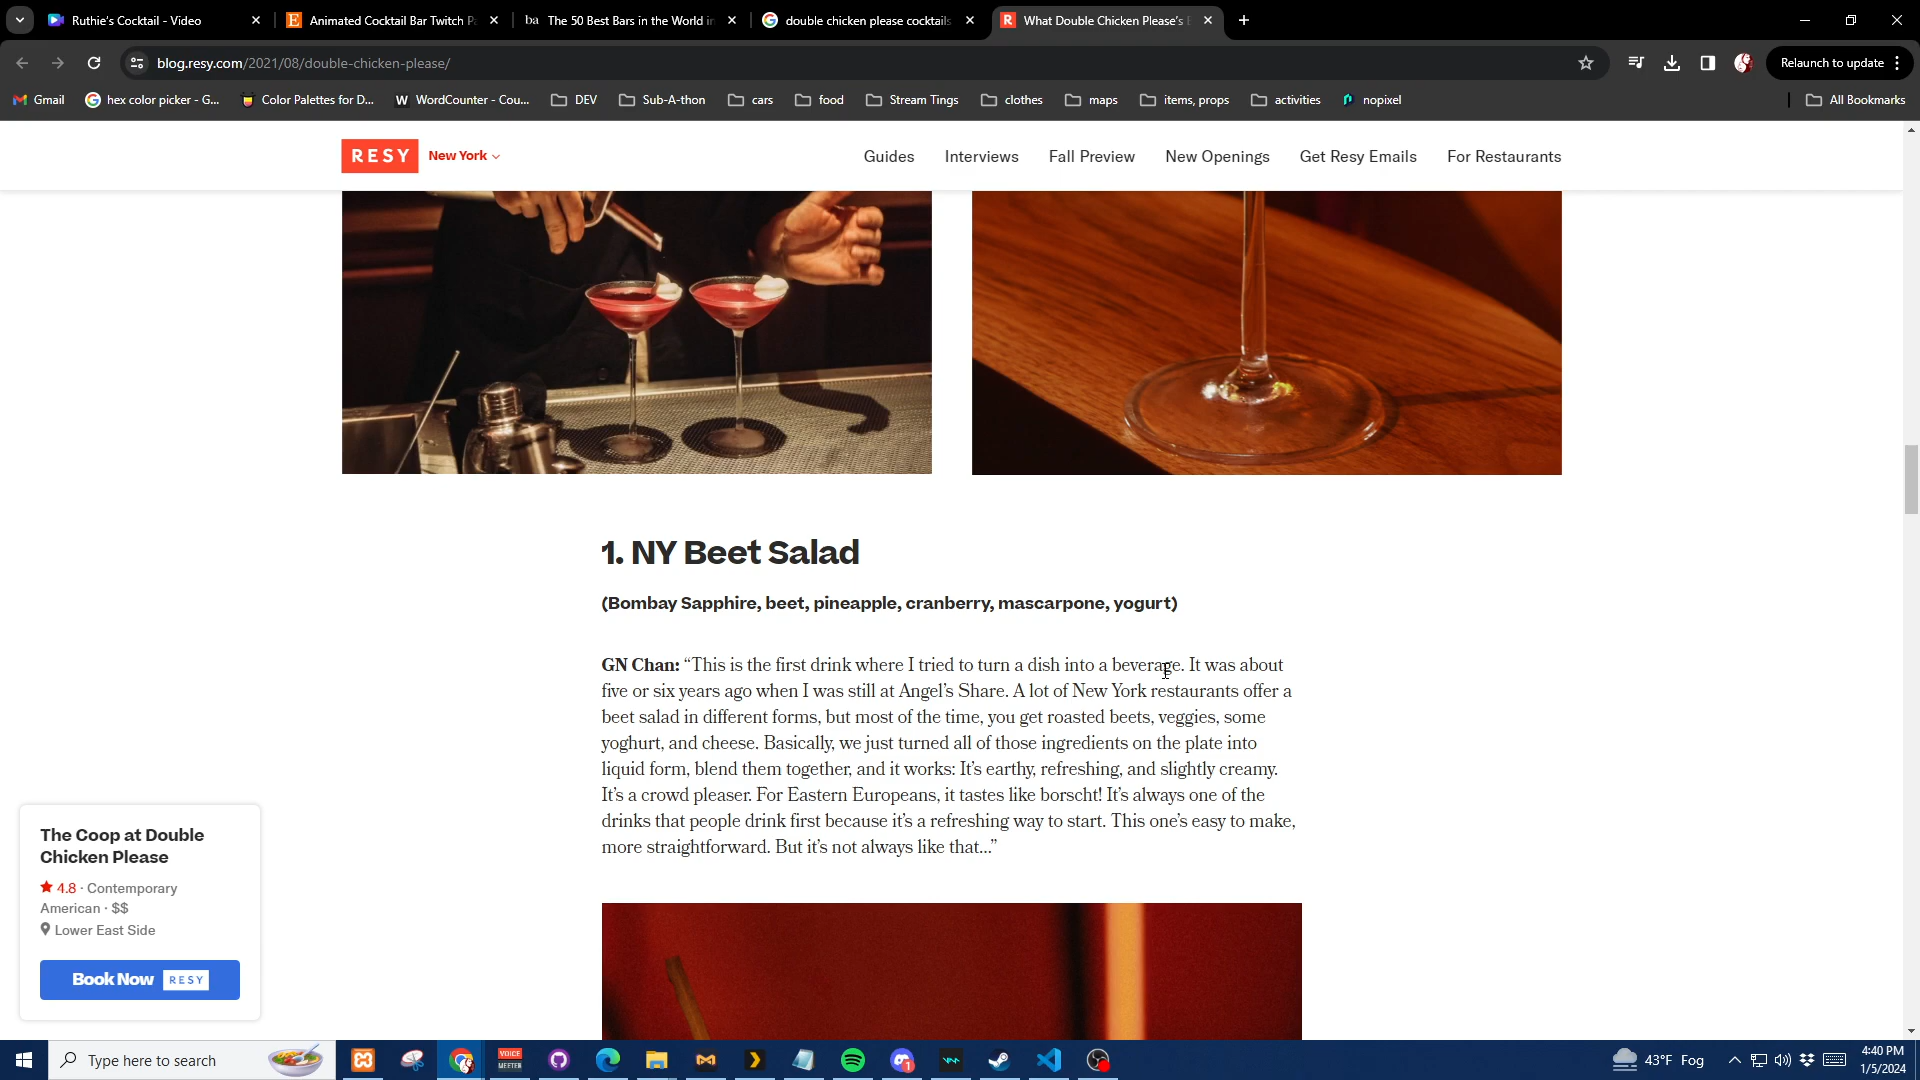 Ruthie's Cocktail - Video
Animated Cocktail Bar Twitch P
ba The 50 Best Bars in the World in
double chicken please cocktails
R What Double Chicken Please's
blog.resy.com/2021/08/double-chicken-please/
Relaunch to update
Gmail
hex color picker - G...
Color Palettes for D...
W WordCounter - Cou...
DEV
Sub-A-thon
cars
food
Stream Tings
clothes
maps
items, props
activities
nopixel
All Bookmarks
RESY
New York
Guides
Interviews
Fall Preview
New Openings
Get Resy Emails
For Restaurants
1. NY Beet Salad
(Bombay Sapphire, beet, pineapple, cranberry, mascarpone, yogurt)
GN Chan: “This is the first drink where I tried to turn a dish into a beverage. It was about
five or six years ago when I was still at Angel’s Share. A lot of New York restaurants offer a
beet salad in different forms, but most of the time, you get roasted beets, veggies, some
yoghurt, and cheese. Basically, we just turned all of those ingredients on the plate into
liquid form, blend them together, and it works: It’s earthy, refreshing, and slightly creamy.
It’s a crowd pleaser. For Eastern Europeans, it tastes like borscht! It’s always one of the
drinks that people drink first because it’s a refreshing way to start. This one’s easy to make,
more straightforward. But it’s not always like that…”
The Coop at Double
Chicken Please
4.8 · Contemporary
American · $$
Lower East Side
Book Now RESY
Type here to search
VOICE
MEETER
43°F Fog
4:40 PM
1/5/2024